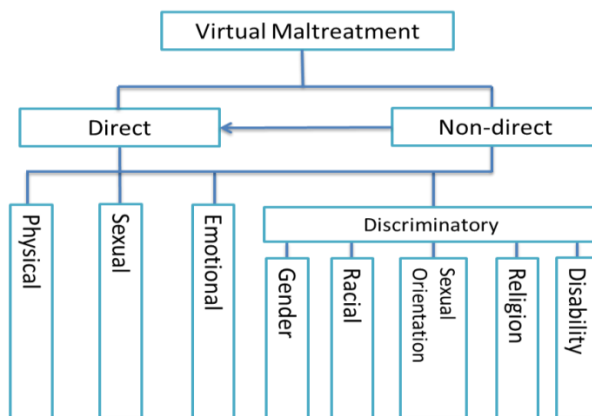 Virtual Maltreatment
Direct
Non-direct
Physical
Sexual
Emotional
Discriminatory
Gender
Racial
Sexual
Orientation
Religion
Disability